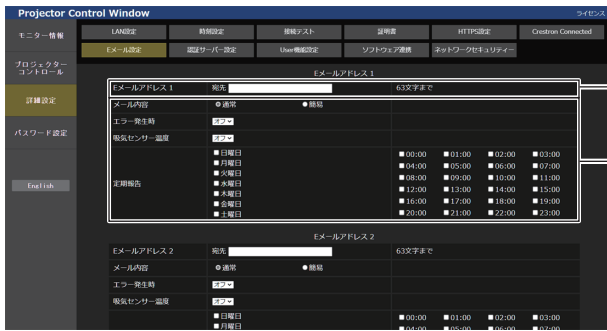 Projector Control Window
ライセンス
モニター情報
プロジェクター
コントロール
詳細設定
パスワード設定
English
LAN設定 時刻設定 接続テスト 証明書 HTTPS設定 Crestron Connected
Eメール設定 認証サーバー設定 User機能設定 ソフトウェア連携 ネットワークセキュリティー
Eメールアドレス 1
Eメールアドレス 1 宛先 63文字まで
メール内容 通常 簡易
エラー発生時 オフ
吸気センサー温度 オフ
定期報告
日曜日 00:00 01:00 02:00 03:00
月曜日 04:00 05:00 06:00 07:00
火曜日 08:00 09:00 10:00 11:00
水曜日 12:00 13:00 14:00 15:00
木曜日 16:00 17:00 18:00 19:00
金曜日 20:00 21:00 22:00 23:00
土曜日
Eメールアドレス 2
Eメールアドレス 2 宛先 63文字まで
メール内容 通常 簡易
エラー発生時 オフ
吸気センサー温度 オフ
日曜日 00:00 01:00 02:00 03:00
月曜日 04:00 05:00 06:00 07:00